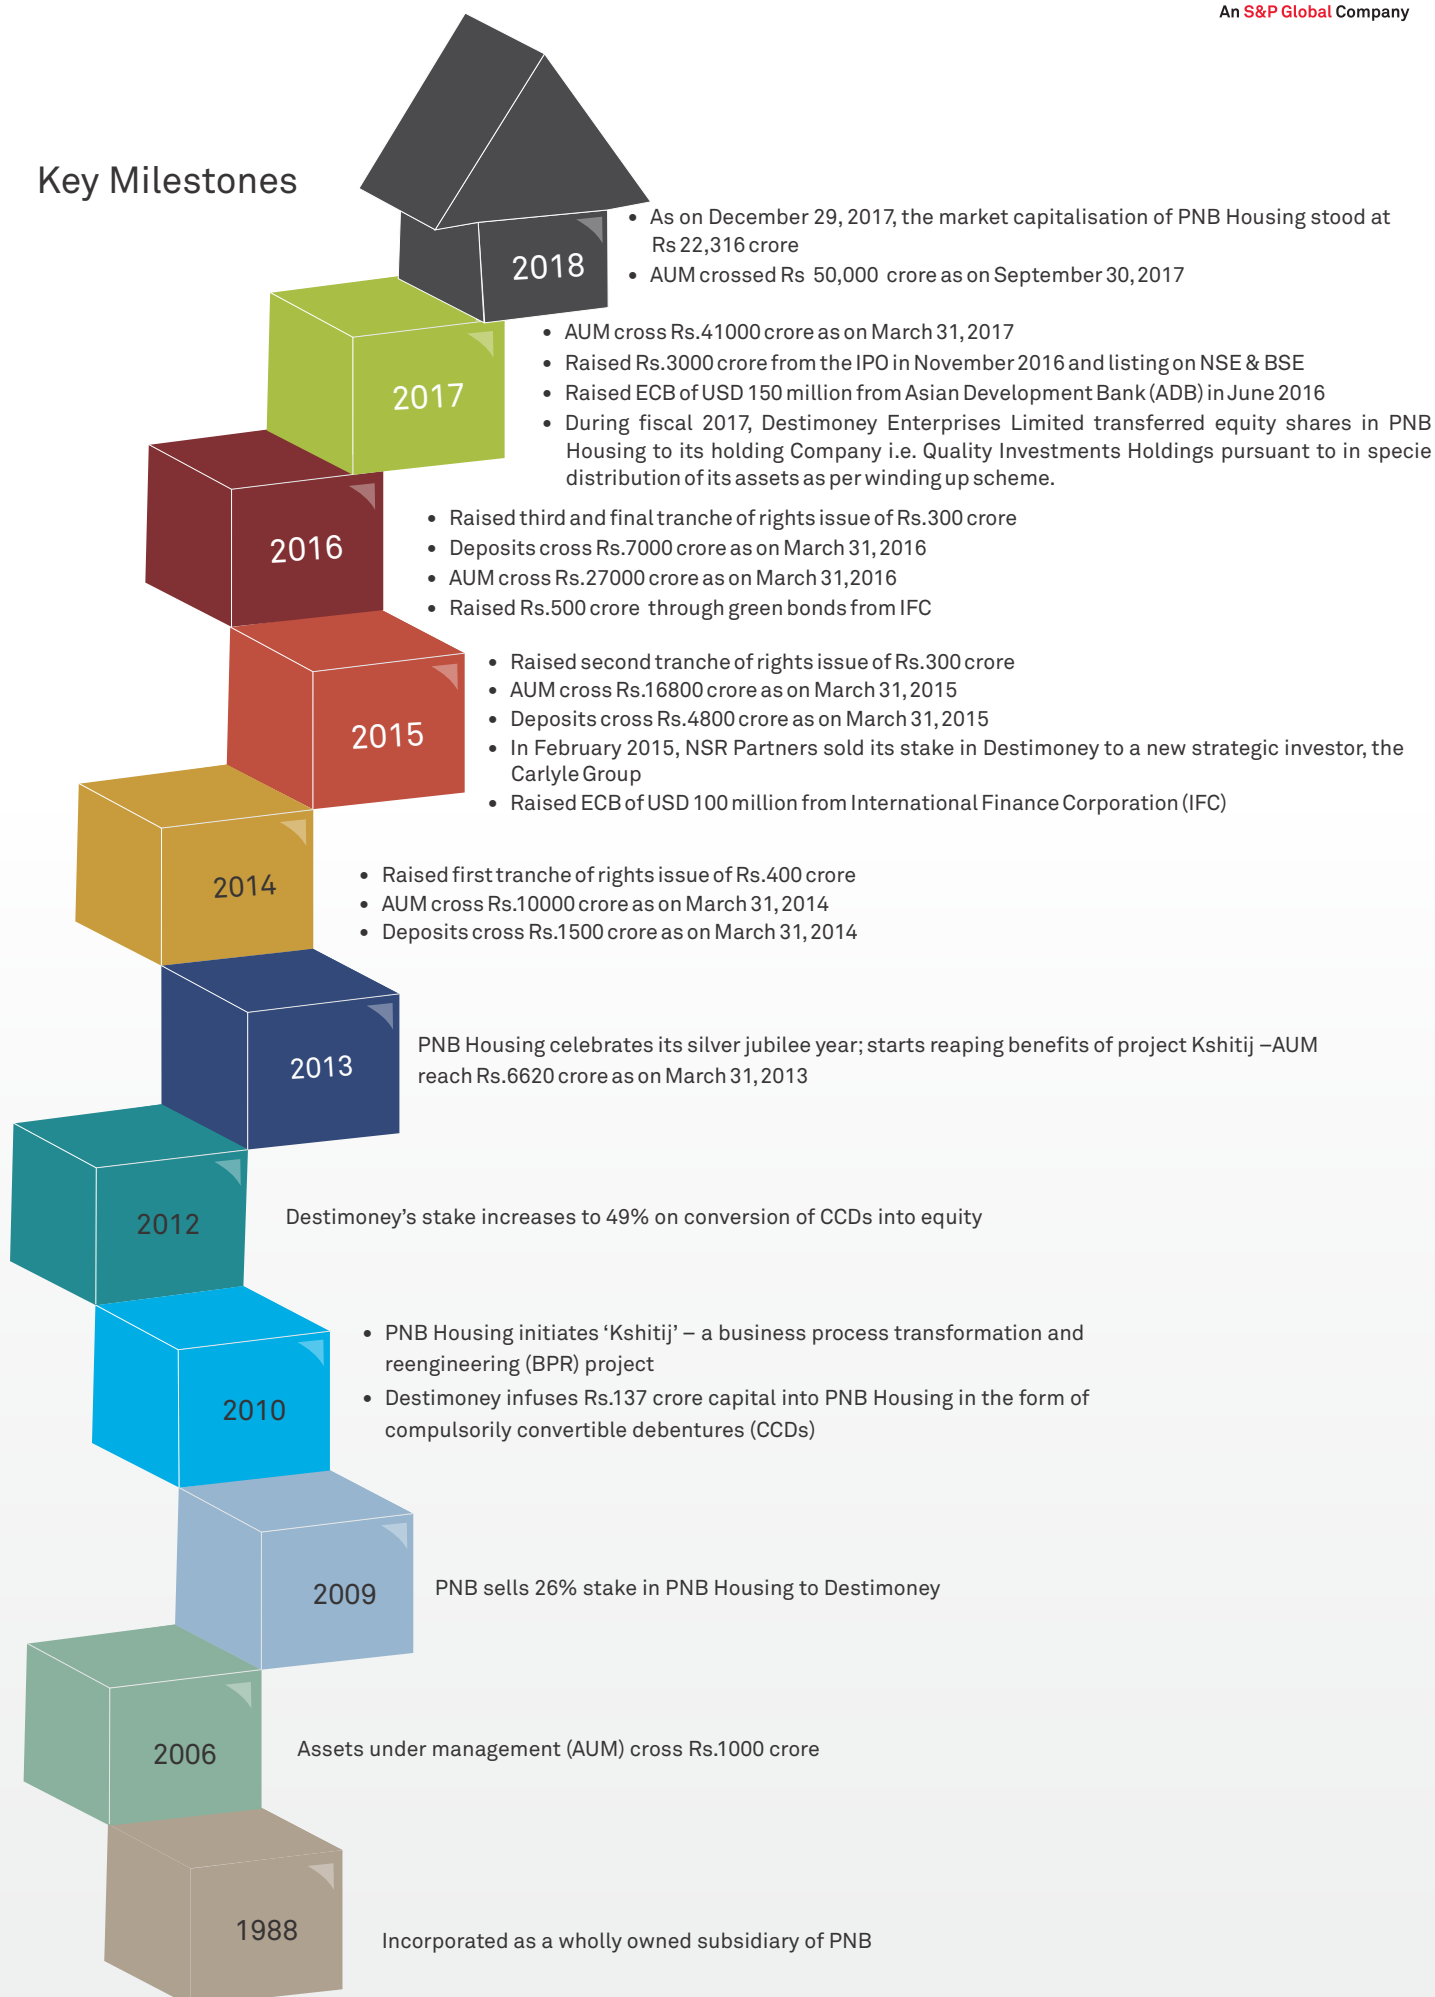 An S&P Global Company
Key Milestones
2018
• As on December 29, 2017, the market capitalisation of PNB Housing stood at
Rs 22,316 crore
• AUM crossed Rs 50,000 crore as on September 30, 2017
2017
• AUM cross Rs.41000 crore as on March 31, 2017
• Raised Rs.3000 crore from the IPO in November 2016 and listing on NSE & BSE
• Raised ECB of USD 150 million from Asian Development Bank (ADB) in June 2016
• During fiscal 2017, Destimoney Enterprises Limited transferred equity shares in PNB
Housing to its holding Company i.e. Quality Investments Holdings pursuant to in specie
distribution of its assets as per winding up scheme.
2016
• Raised third and final tranche of rights issue of Rs.300 crore
• Deposits cross Rs.7000 crore as on March 31, 2016
• AUM cross Rs.27000 crore as on March 31,2016
• Raised Rs.500 crore through green bonds from IFC
2015
• Raised second tranche of rights issue of Rs.300 crore
• AUM cross Rs.16800 crore as on March 31, 2015
• Deposits cross Rs.4800 crore as on March 31, 2015
• In February 2015, NSR Partners sold its stake in Destimoney to a new strategic investor, the
Carlyle Group
• Raised ECB of USD 100 million from International Finance Corporation (IFC)
2014
• Raised first tranche of rights issue of Rs.400 crore
• AUM cross Rs.10000 crore as on March 31, 2014
• Deposits cross Rs.1500 crore as on March 31, 2014
2013
PNB Housing celebrates its silver jubilee year; starts reaping benefits of project Kshitij –AUM
reach Rs.6620 crore as on March 31, 2013
2012
Destimoney’s stake increases to 49% on conversion of CCDs into equity
2010
• PNB Housing initiates ‘Kshitij’ – a business process transformation and
reengineering (BPR) project
• Destimoney infuses Rs.137 crore capital into PNB Housing in the form of
compulsorily convertible debentures (CCDs)
2009
PNB sells 26% stake in PNB Housing to Destimoney
2006
Assets under management (AUM) cross Rs.1000 crore
1988
Incorporated as a wholly owned subsidiary of PNB